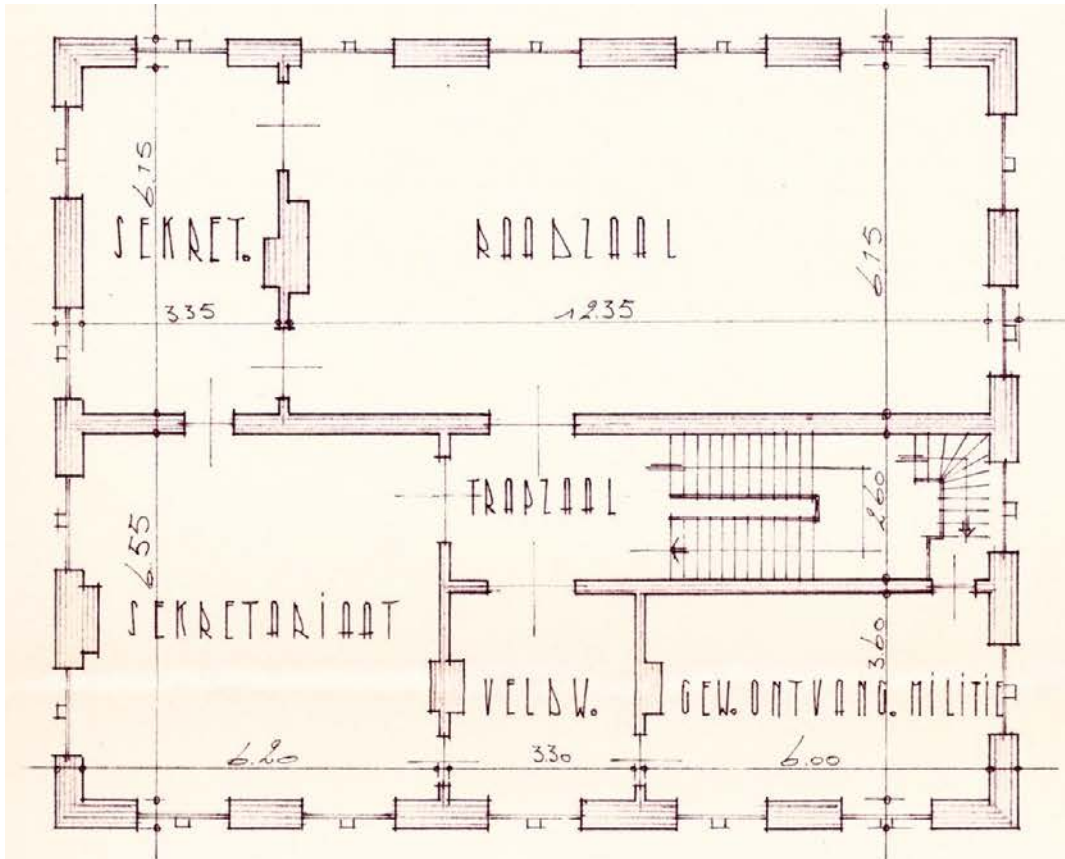 6.15
SEKRET.
RAADZAAL
6.15
3.35
12.35
TRAPZAAL
2.60
6.55
SEKRETARIAAT
3.60
VELDW.
GEW. ONTVANG. MILITIE
6.20
3.30
6.00